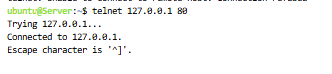 ubuntu@Server:~$ telnet 127.0.0.1 80
Trying 127.0.0.1...
Connected to 127.0.0.1.
Escape character is '^]'.